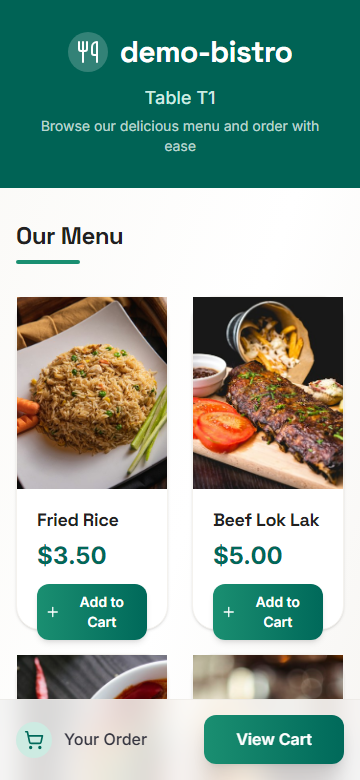 demo-bistro
Table T1
Browse our delicious menu and order with
ease
Our Menu
Fried Rice
$3.50
+ Add to
Cart
Beef Lok Lak
$5.00
+ Add to
Cart
Your Order
View Cart